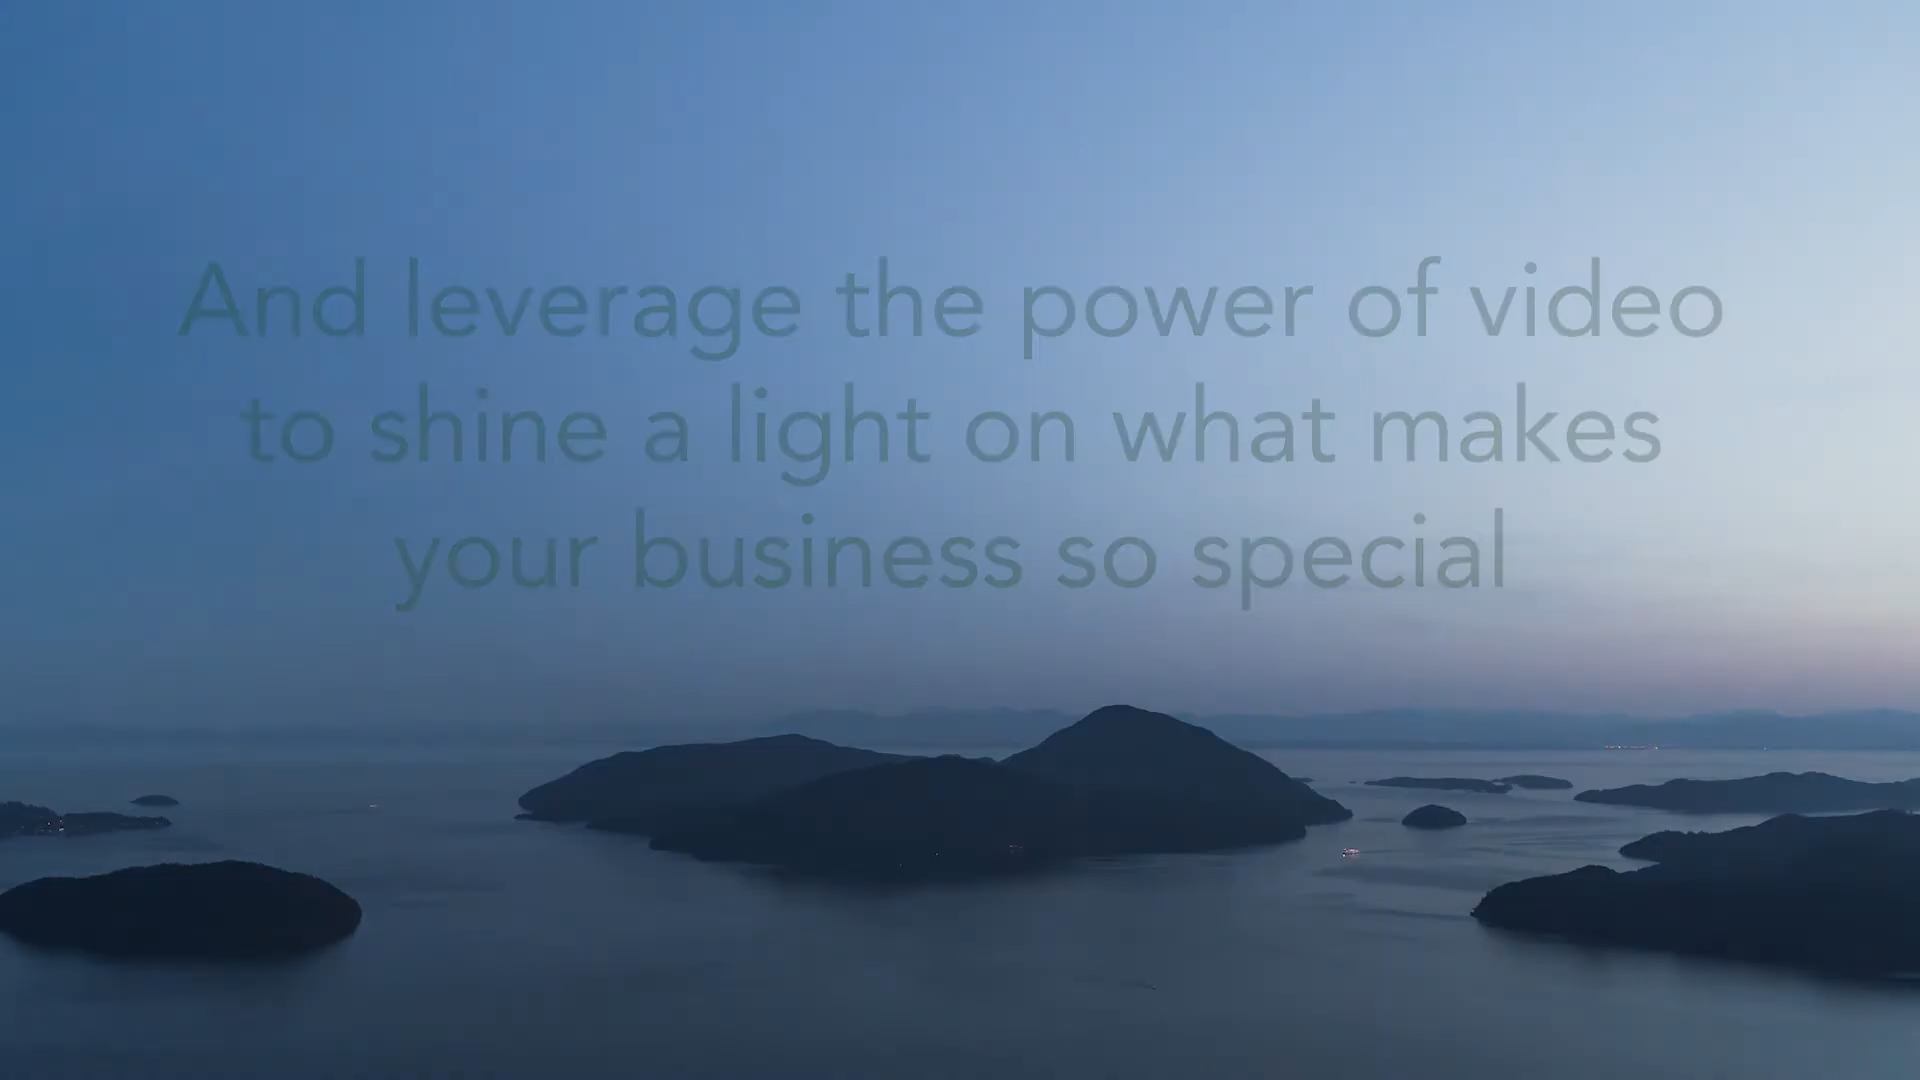 And leverage the power of video
to shine a light on what makes
your business so special